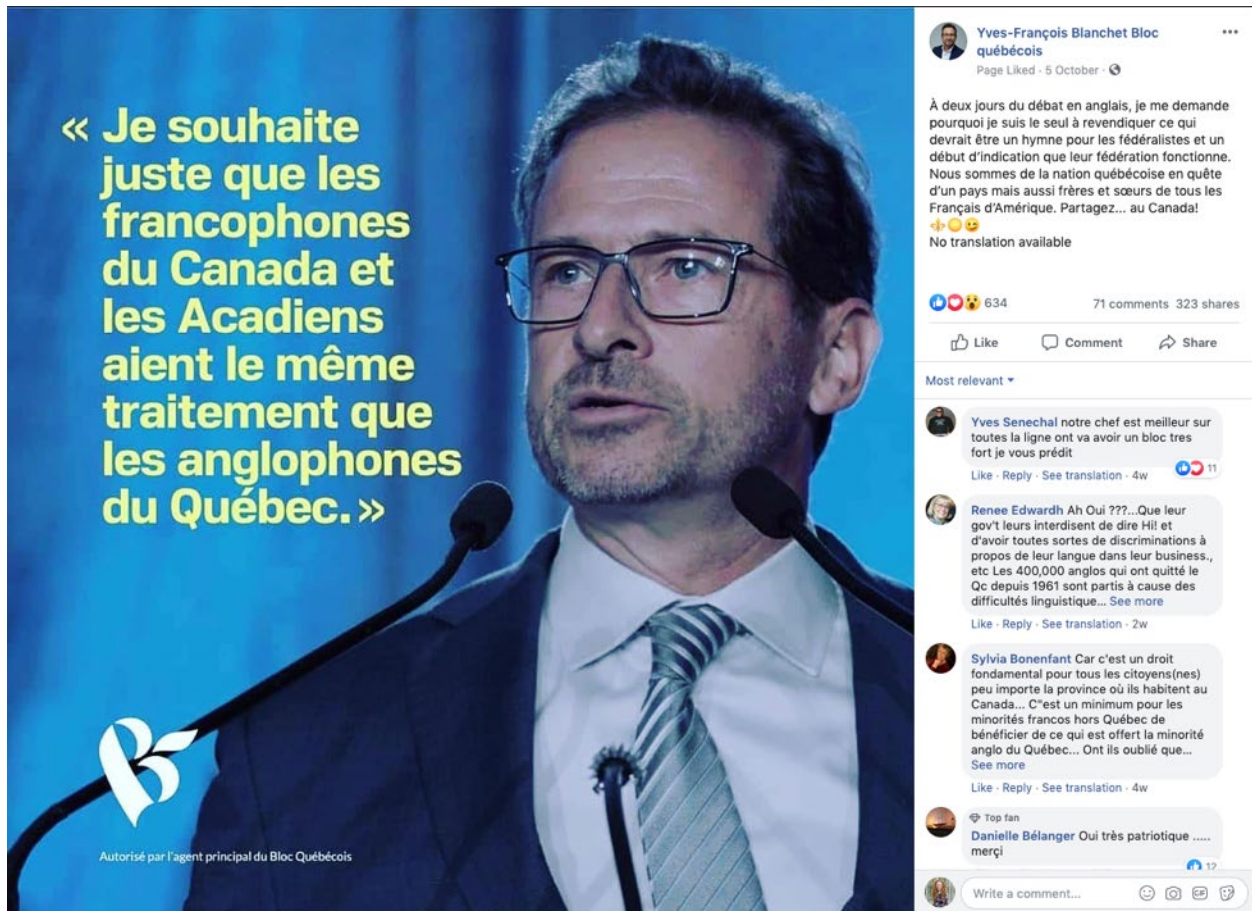 « Je souhaite
juste que les
francophones
du Canada et
les Acadiens
aient le même
traitement que
les anglophones
du Québec. »
Autorisé par l'agent principal du Bloc Québécois
Yves-François Blanchet Bloc
québécois
Page Liked · 5 October ·
À deux jours du débat en anglais, je me demande
pourquoi je suis le seul à revendiquer ce qui
devrait être un hymne pour les fédéralistes et un
début d'indication que leur fédération fonctionne.
Nous sommes de la nation québécoise en quête
d'un pays mais aussi frères et sœurs de tous les
Français d'Amérique. Partagez... au Canada!
⚜️🌕😉
No translation available
634 71 comments 323 shares
Like Comment Share
Most relevant
Yves Senechal notre chef est meilleur sur
toutes la ligne ont va avoir un bloc tres
fort je vous prédit
11
Like · Reply · See translation · 4w
Renee Edwardh Ah Oui ???...Que leur
gov't leurs interdisent de dire Hi! et
d'avoir toutes sortes de discriminations à
propos de leur langue dans leur business.,
etc Les 400,000 anglos qui ont quitté le
Qc depuis 1961 sont partis à cause des
difficultés linguistique... See more
Like · Reply · See translation · 2w
Sylvia Bonenfant Car c'est un droit
fondamental pour tous les citoyens(nes)
peu importe la province où ils habitent au
Canada... C"est un minimum pour les
minorités francos hors Québec de
bénéficier de ce qui est offert la minorité
anglo du Québec... Ont ils oublié que...
See more
Like · Reply · See translation · 4w
Top fan
Danielle Bélanger Oui très patriotique .....
merçi
12
Write a comment...
GIF